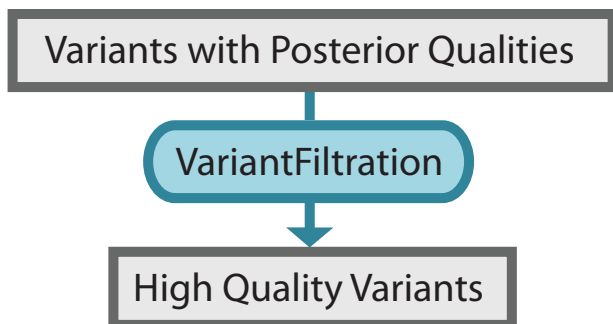 Variants with Posterior Qualities
VariantFiltration
High Quality Variants